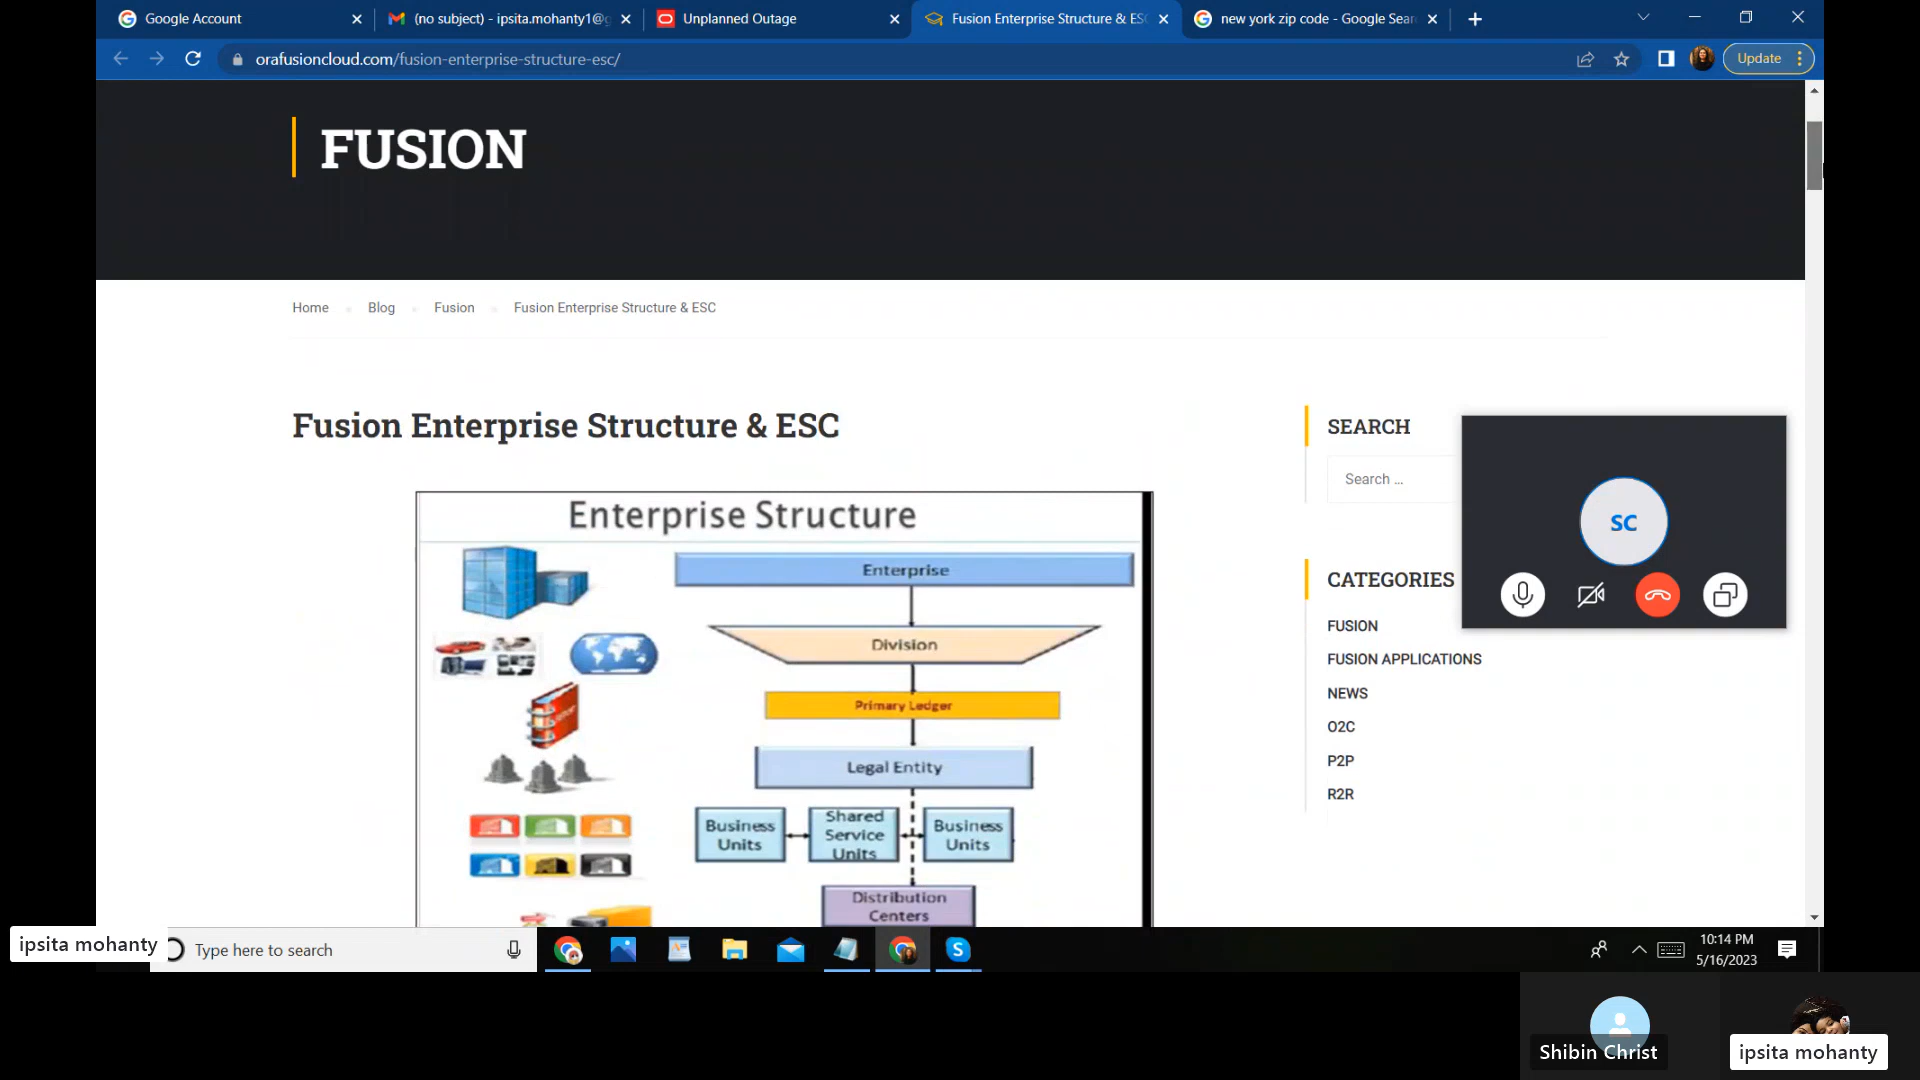 Google Account
(no subject) - ipsita.mohanty1@g
Unplanned Outage
Fusion Enterprise Structure & ESC
new york zip code - Google Sear
orafusioncloud.com/fusion-enterprise-structure-esc/
Update
FUSION
Home
Blog
Fusion
Fusion Enterprise Structure & ESC
Fusion Enterprise Structure & ESC
SEARCH
Search ...
Enterprise Structure
Enterprise
Division
Primary Ledger
Legal Entity
Business
Units
Shared
Service
Units
Business
Units
Distribution
Centers
CATEGORIES
FUSION
FUSION APPLICATIONS
NEWS
O2C
P2P
R2R
SC
ipsita mohanty
Type here to search
10:14 PM
5/16/2023
Shibin Christ
ipsita mohanty